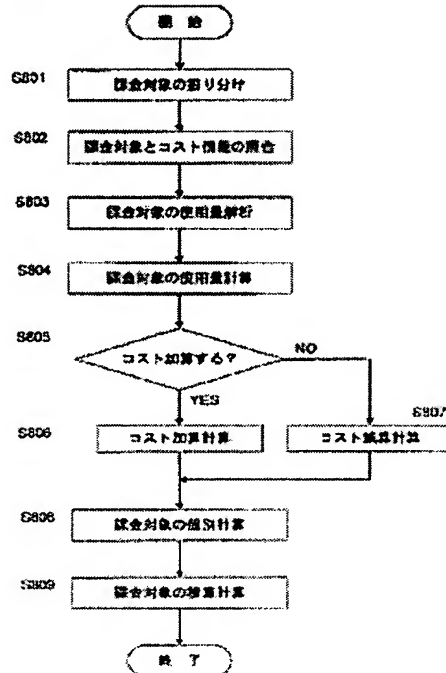 開 始
S801
課金対象の振り分け
S802
課金対象とコスト情報の照合
S803
課金対象の使用量解析
S804
課金対象の使用量計算
S805
コスト加算する?
NO
YES
S806
コスト加算計算
S807
コスト減算計算
S808
課金対象の個別計算
S809
課金対象の積算計算
終 了